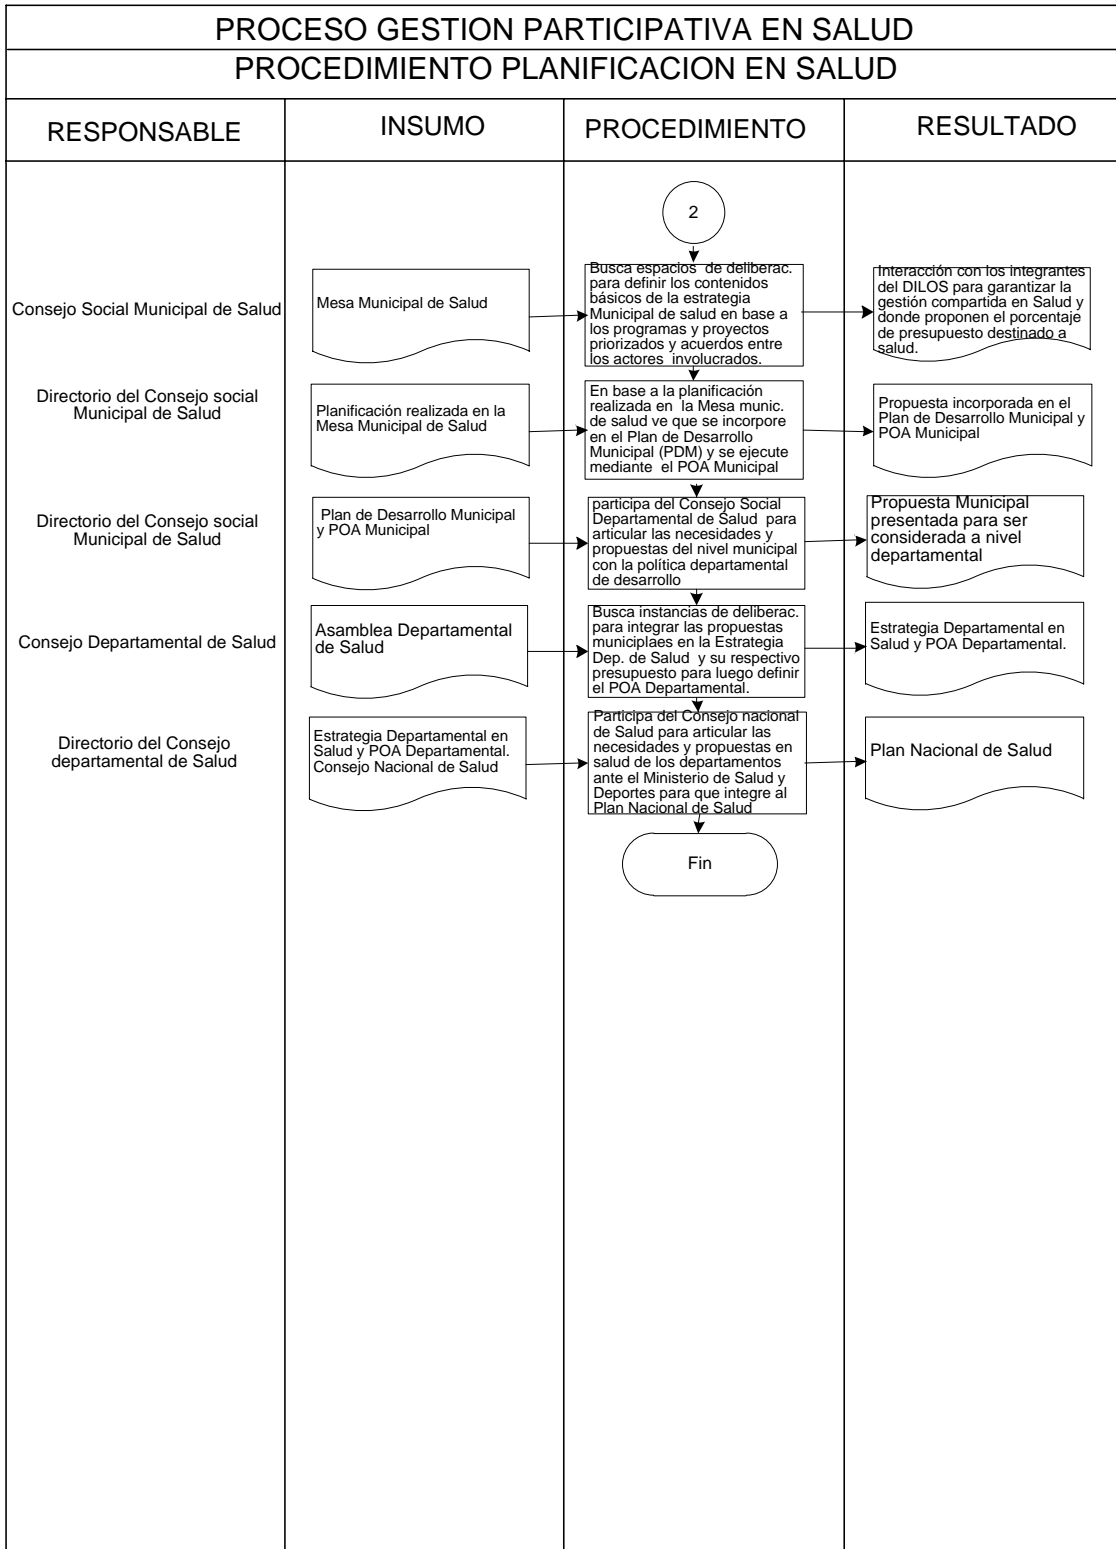 PROCESO GESTION PARTICIPATIVA EN SALUD
PROCEDIMIENTO PLANIFICACION EN SALUD
RESPONSABLE
INSUMO
PROCEDIMIENTO
RESULTADO
2
Consejo Social Municipal de Salud
Mesa Municipal de Salud
Busca espacios de deliberac.
para definir los contenidos
básicos de la estrategia
Municipal de salud en base a
los programas y proyectos
priorizados y acuerdos entre
los actores involucrados.
Interacción con los integrantes
del DILOS para garantizar la
gestión compartida en Salud y
donde proponen el porcentaje
de presupuesto destinado a
salud.
Directorio del Consejo social
Municipal de Salud
Planificación realizada en la
Mesa Municipal de Salud
En base a la planificación
realizada en la Mesa munic.
de salud ve que se incorpore
en el Plan de Desarrollo
Municipal (PDM) y se ejecute
mediante el POA Municipal
Propuesta incorporada en el
Plan de Desarrollo Municipal y
POA Municipal
Directorio del Consejo social
Municipal de Salud
Plan de Desarrollo Municipal
y POA Municipal
participa del Consejo Social
Departamental de Salud para
articular las necesidades y
propuestas del nivel municipal
con la política departamental
de desarrollo
Propuesta Municipal
presentada para ser
considerada a nivel
departamental
Consejo Departamental de Salud
Asamblea Departamental
de Salud
Busca instancias de deliberac.
para integrar las propuestas
municiplaes en la Estrategia
Dep. de Salud y su respectivo
presupuesto para luego definir
el POA Departamental.
Estrategia Departamental en
Salud y POA Departamental.
Directorio del Consejo
departamental de Salud
Estrategia Departamental en
Salud y POA Departamental.
Consejo Nacional de Salud
Participa del Consejo nacional
de Salud para articular las
necesidades y propuestas en
salud de los departamentos
ante el Ministerio de Salud y
Deportes para que integre al
Plan Nacional de Salud
Plan Nacional de Salud
Fin